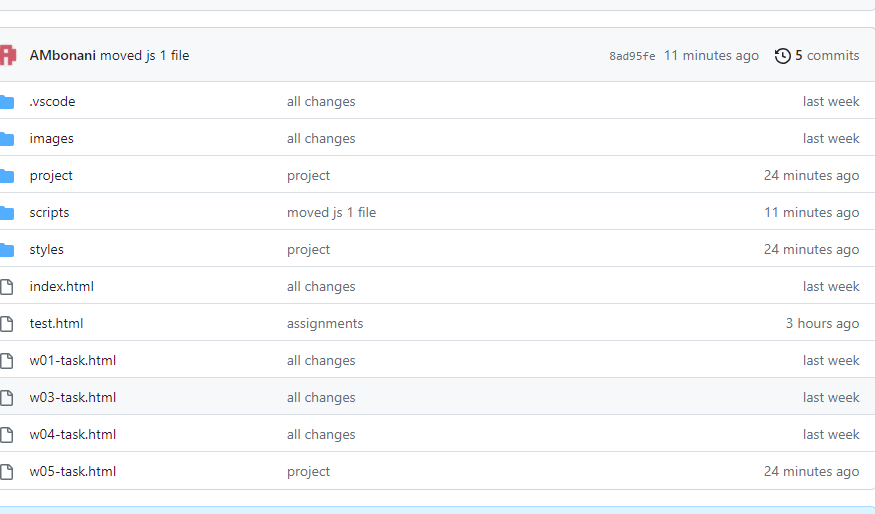 AMbonani moved js 1 file 8ad95fe 11 minutes ago 5 commits
.vscode all changes last week
images all changes last week
project project 24 minutes ago
scripts moved js 1 file 11 minutes ago
styles project 24 minutes ago
index.html all changes last week
test.html assignments 3 hours ago
w01-task.html all changes last week
w03-task.html all changes last week
w04-task.html all changes last week
w05-task.html project 24 minutes ago